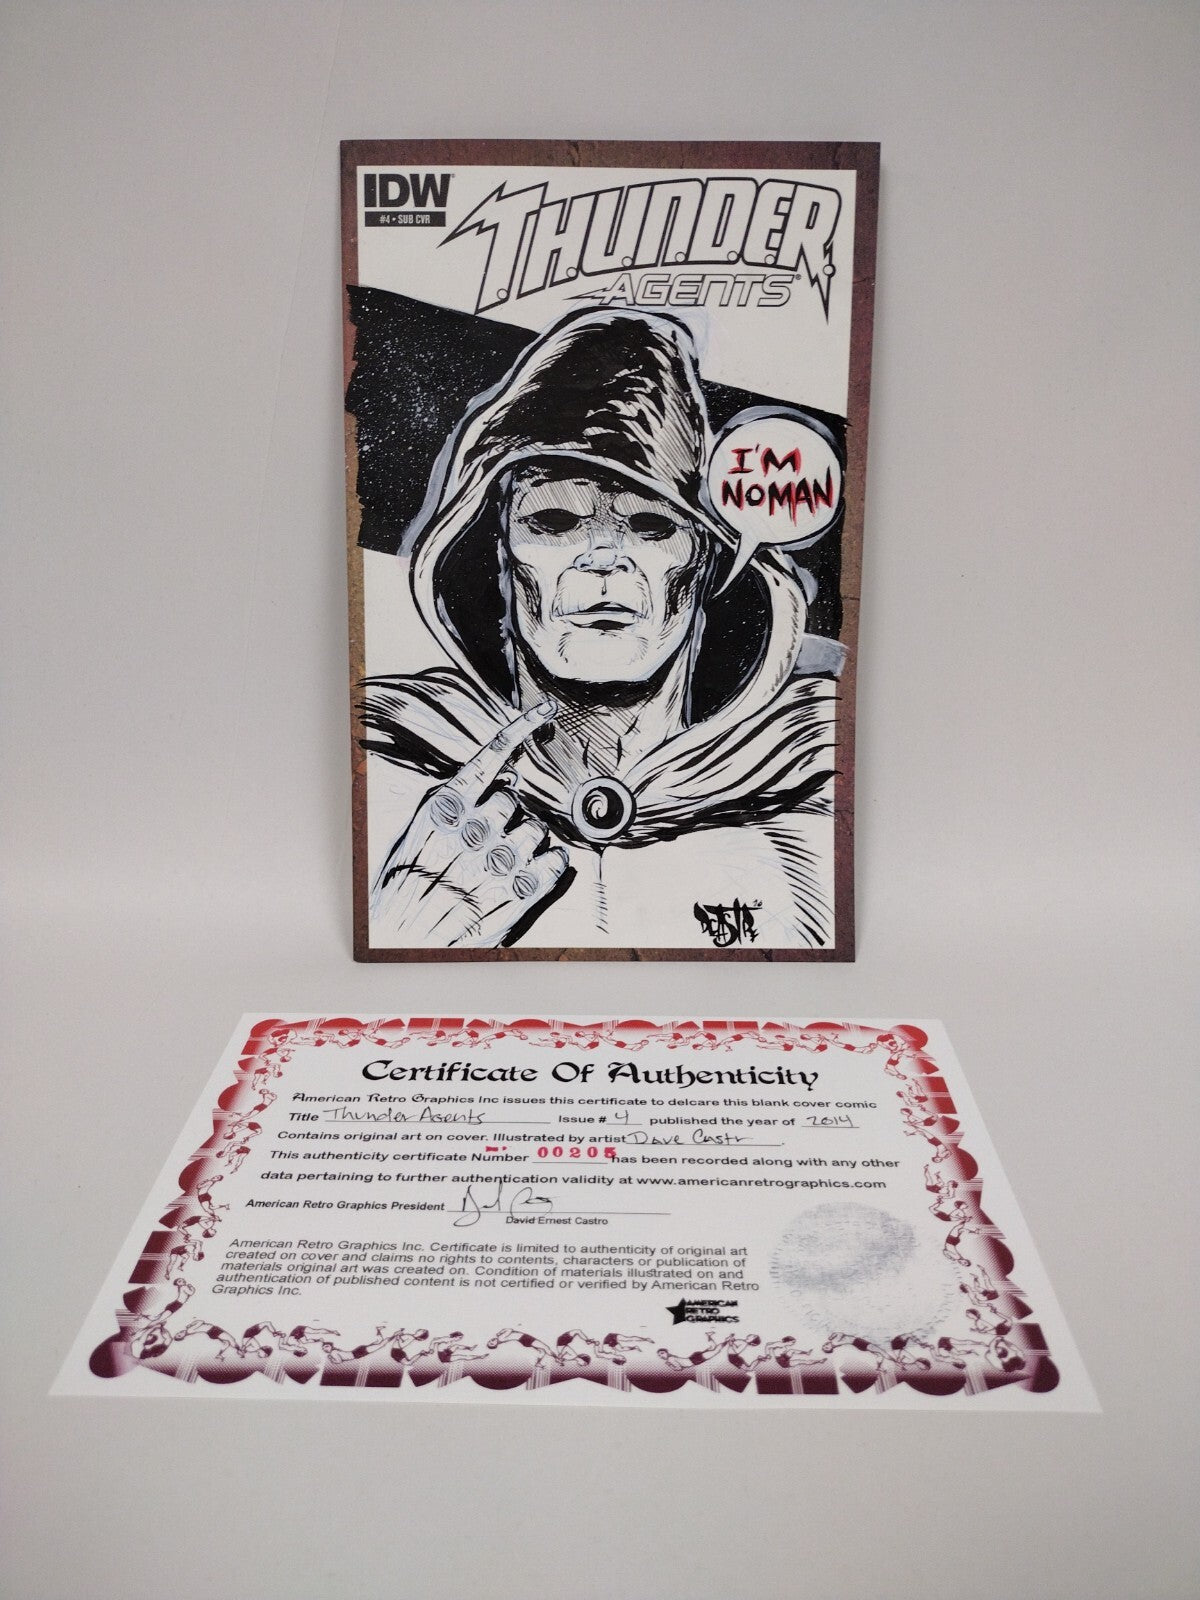 IDW
#4 • SUB CVR
T.H.U.N.D.E.R.
AGENTS®
I'M
NOMAN
Certificate Of Authenticity
American Retro Graphics Inc issues this certificate to delcare this blank cover comic
Title Thunder Agents Issue # 4 published the year of 2014
Contains original art on cover. Illustrated by artist Dave Castr.
This authenticity certificate Number 00205 has been recorded along with any other
data pertaining to further authentication validity at www.americanretrographics.com
American Retro Graphics President
David Ernest Castro
American Retro Graphics Inc. Certificate is limited to authenticity of original art
created on cover and claims no rights to contents, characters or publication of
materials original art was created on. Condition of materials illustrated on and
authentication of published content is not certified or verified by American Retro
Graphics Inc.
AMERICAN
RETRO
GRAPHICS